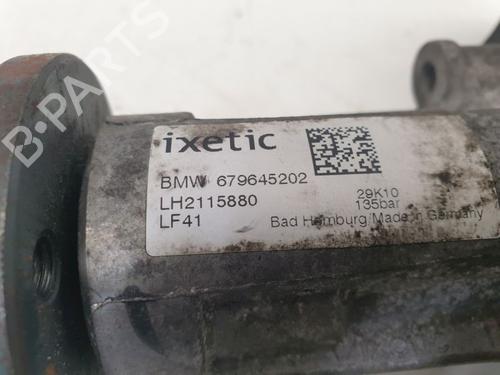 B-PARTS
ixetic
BMW 679645202
LH2115880
LF41
29K10
135bar
Bad Homburg/Made in Germany